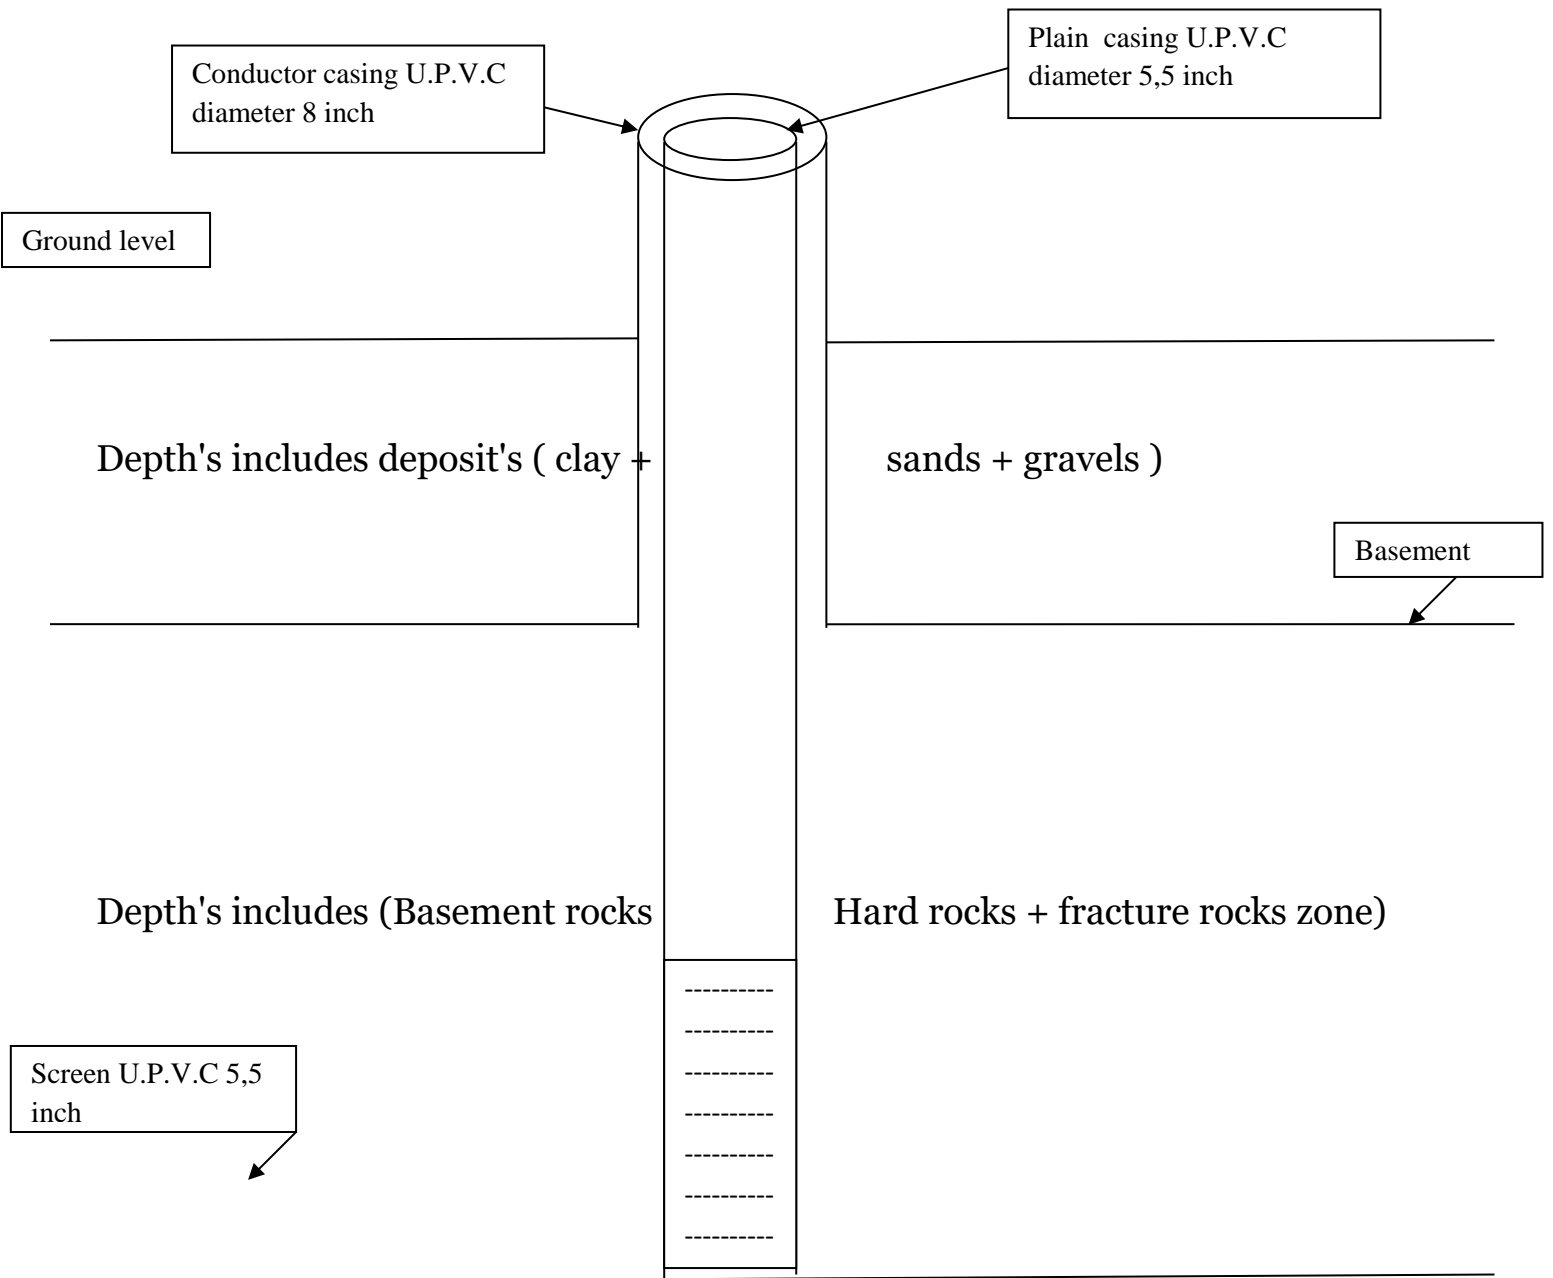 Plain  casing U.P.V.C
diameter 5,5 inch
Conductor casing U.P.V.C
diameter 8 inch
Ground level
Depth's includes deposit's ( clay + sands + gravels )
Basement
Depth's includes (Basement rocks Hard rocks + fracture rocks zone)
----------
----------
----------
----------
----------
----------
----------
Screen U.P.V.C 5,5
inch